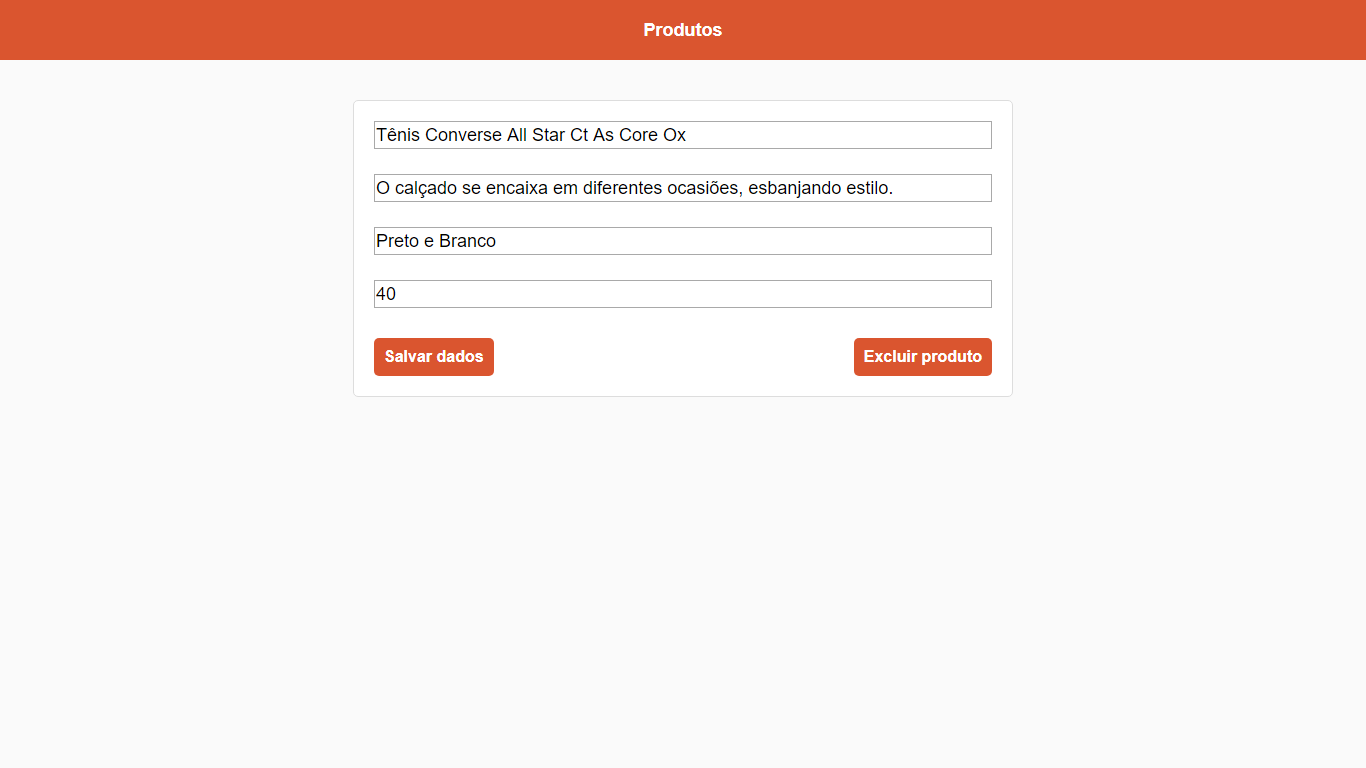 Produtos
Tênis Converse All Star Ct As Core Ox
O calçado se encaixa em diferentes ocasiões, esbanjando estilo.
Preto e Branco
40
Salvar dados
Excluir produto